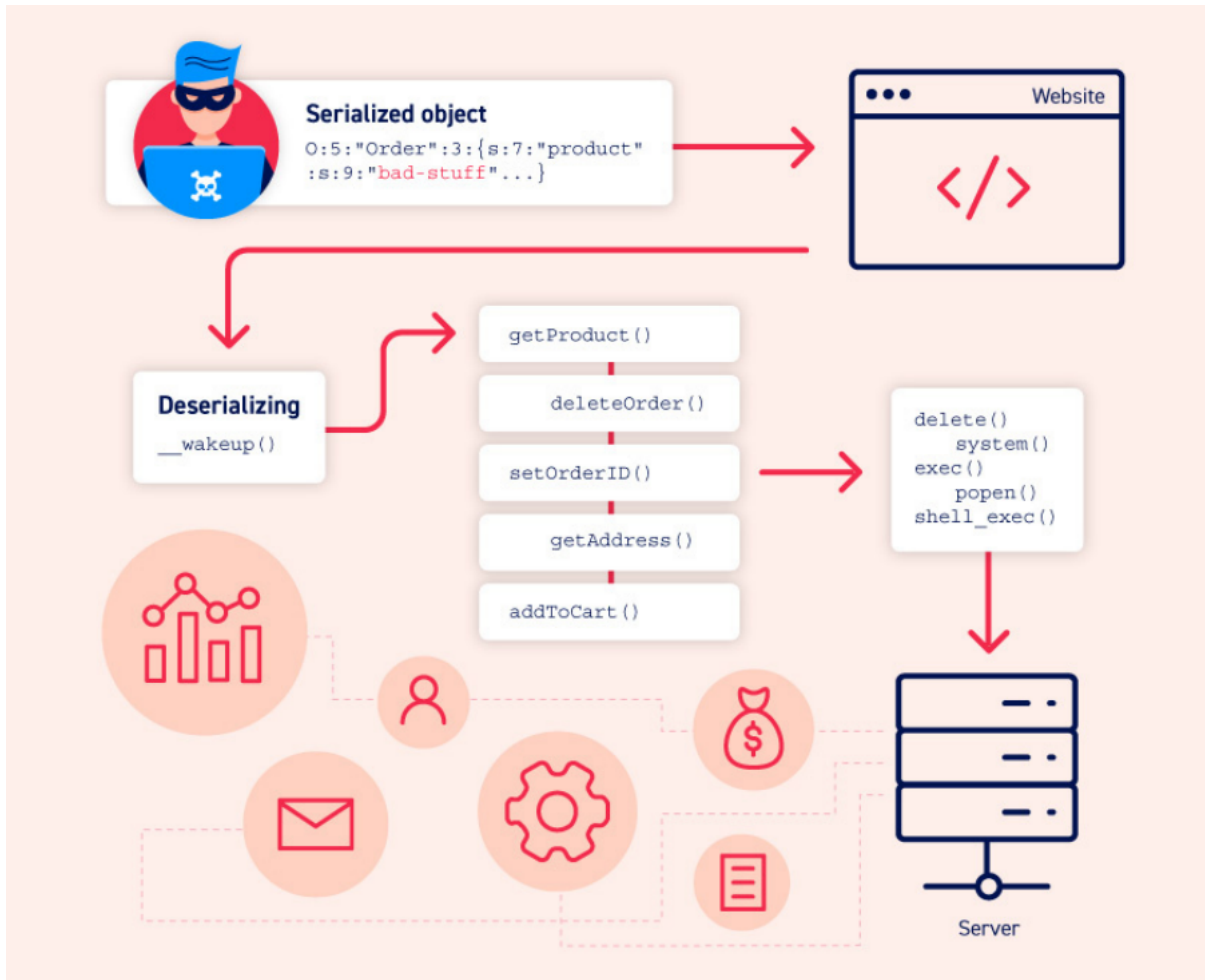 Serialized object
O:5:"Order":3:{s:7:"product"
:s:9:"bad-stuff"...}
Website
</>
Deserializing
__wakeup()
getProduct()
deleteOrder()
setOrderID()
getAddress()
addToCart()
delete()
system()
exec()
popen()
shell_exec()
$
Server